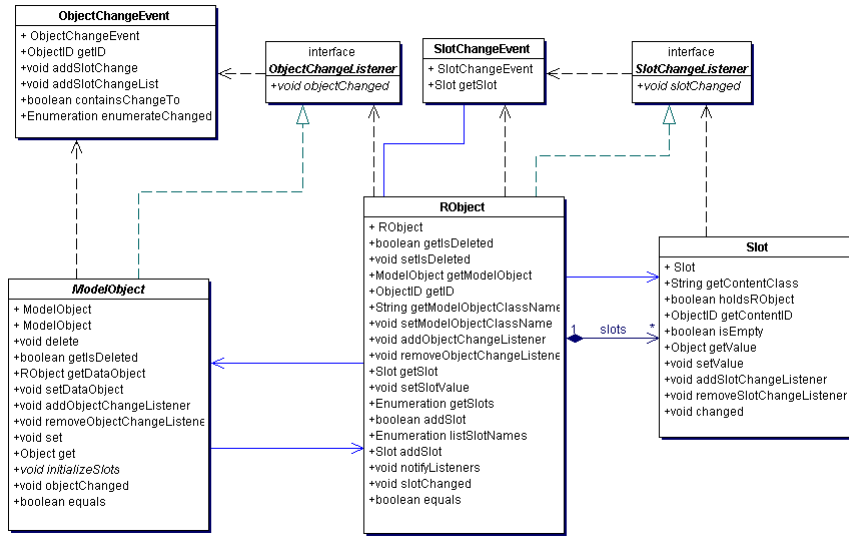 ObjectChangeEvent
+ ObjectChangeEvent
+ObjectID getID
+void addSlotChange
+void addSlotChangeList
+boolean containsChangeTo
+Enumeration enumerateChanged
interface
ObjectChangeListener
+void objectChanged
SlotChangeEvent
+ SlotChangeEvent
+Slot getSlot
interface
SlotChangeListener
+void slotChanged
ModelObject
+ ModelObject
+ ModelObject
+void delete
+boolean getIsDeleted
+RObject getDataObject
+void setDataObject
+void addObjectChangeListener
+void removeObjectChangeListene
+void set
+Object get
+void initializeSlots
+void objectChanged
+boolean equals
RObject
+ RObject
+boolean getIsDeleted
+void setIsDeleted
+ModelObject getModelObject
+ObjectID getID
+String getModelObjectClassName
+void setModelObjectClassName
+void addObjectChangeListener
+void removeObjectChangeListene
+Slot getSlot
+void setSlotValue
+Enumeration getSlots
+boolean addSlot
+Enumeration listSlotNames
+Slot addSlot
+void notifyListeners
+void slotChanged
+boolean equals
1 slots *
Slot
+ Slot
+String getContentClass
+boolean holdsRObject
+ObjectID getContentID
+boolean isEmpty
+Object getValue
+void setValue
+void addSlotChangeListener
+void removeSlotChangeListener
+void changed